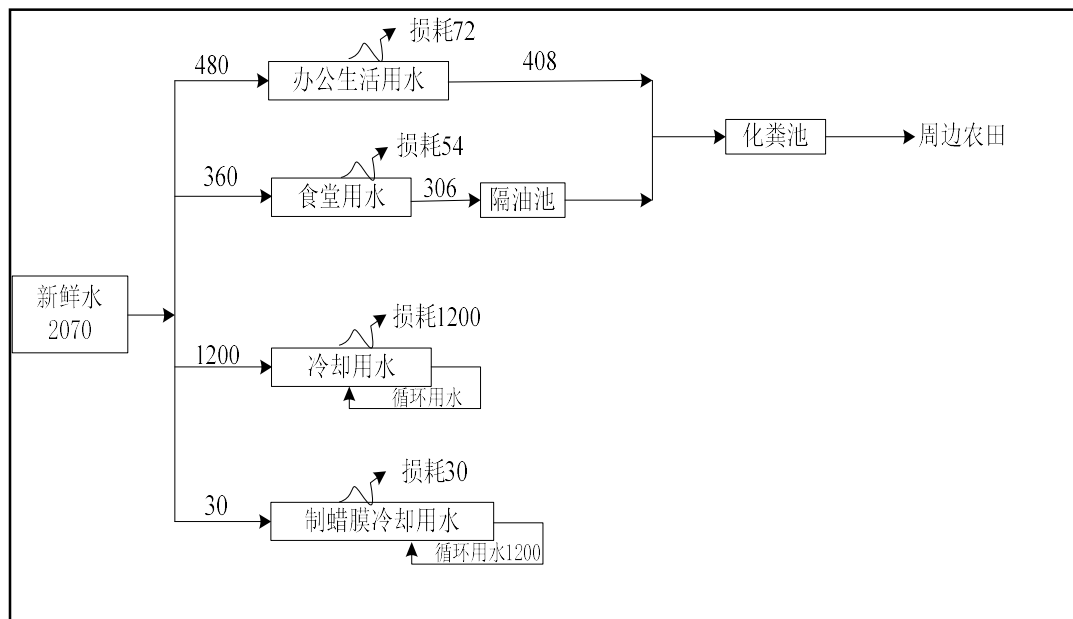 损耗72
480
办公生活用水
408
损耗54
360
食堂用水
306
隔油池
化粪池
周边农田
新鲜水
2070
损耗1200
1200
冷却用水
循环用水
损耗30
30
制蜡膜冷却用水
循环用水1200